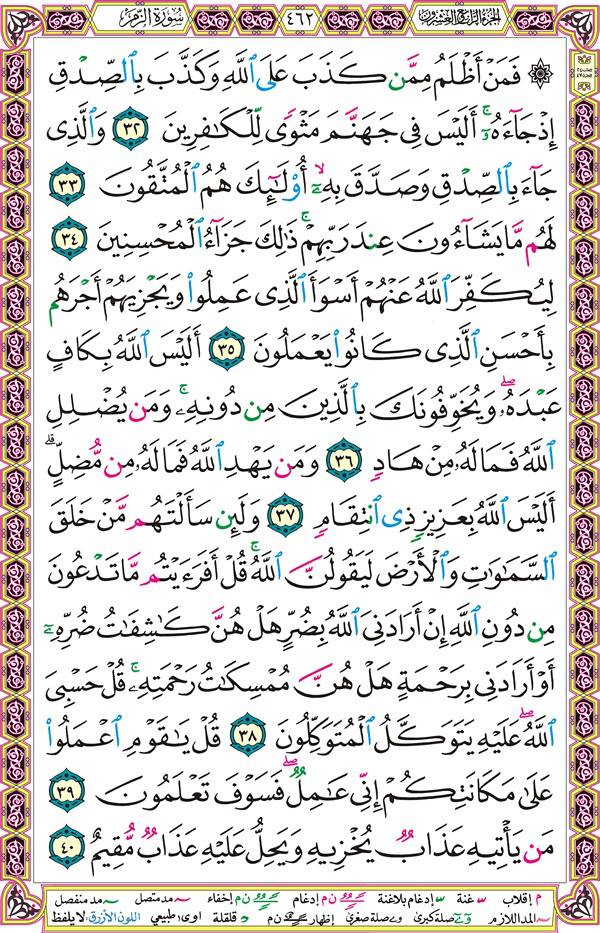 الجزء الرابع والعشرون
٤٦٢
سُورَةُ الزُّمَر
۞ فَمَنْ أَظْلَمُ مِمَّن كَذَبَ عَلَى ٱللَّهِ وَكَذَّبَ بِٱلصِّدْقِ
إِذْ جَآءَهُۥٓ ۚ أَلَيْسَ فِى جَهَنَّمَ مَثْوًى لِّلْكَـٰفِرِينَ ٣٢ وَٱلَّذِى
جَآءَ بِٱلصِّدْقِ وَصَدَّقَ بِهِۦٓ ۙ أُو۟لَـٰٓئِكَ هُمُ ٱلْمُتَّقُونَ ٣٣
لَهُم مَّا يَشَآءُونَ عِندَ رَبِّهِمْ ۚ ذَٰلِكَ جَزَآءُ ٱلْمُحْسِنِينَ ٣٤
لِيُكَفِّرَ ٱللَّهُ عَنْهُمْ أَسْوَأَ ٱلَّذِى عَمِلُوا۟ وَيَجْزِيَهُمْ أَجْرَهُم
بِأَحْسَنِ ٱلَّذِى كَانُوا۟ يَعْمَلُونَ ٣٥ أَلَيْسَ ٱللَّهُ بِكَافٍ
عَبْدَهُۥ ۖ وَيُخَوِّفُونَكَ بِٱلَّذِينَ مِن دُونِهِۦ ۚ وَمَن يُضْلِلِ
ٱللَّهُ فَمَا لَهُۥ مِنْ هَادٍ ٣٦ وَمَن يَهْدِ ٱللَّهُ فَمَا لَهُۥ مِن مُّضِلٍّ ۗ
أَلَيْسَ ٱللَّهُ بِعَزِيزٍ ذِى ٱنتِقَامٍ ٣٧ وَلَئِن سَأَلْتَهُم مَّنْ خَلَقَ
ٱلسَّمَـٰوَٰتِ وَٱلْأَرْضَ لَيَقُولُنَّ ٱللَّهُ ۚ قُلْ أَفَرَءَيْتُم مَّا تَدْعُونَ
مِن دُونِ ٱللَّهِ إِنْ أَرَادَنِىَ ٱللَّهُ بِضُرٍّ هَلْ هُنَّ كَـٰشِفَـٰتُ ضُرِّهِۦٓ
أَوْ أَرَادَنِى بِرَحْمَةٍ هَلْ هُنَّ مُمْسِكَـٰتُ رَحْمَتِهِۦ ۚ قُلْ حَسْبِىَ
ٱللَّهُ ۖ عَلَيْهِ يَتَوَكَّلُ ٱلْمُتَوَكِّلُونَ ٣٨ قُلْ يَـٰقَوْمِ ٱعْمَلُوا۟
عَلَىٰ مَكَانَتِكُمْ إِنِّى عَـٰمِلٌ ۖ فَسَوْفَ تَعْلَمُونَ ٣٩
مَن يَأْتِيهِ عَذَابٌ يُخْزِيهِ وَيَحِلُّ عَلَيْهِ عَذَابٌ مُّقِيمٌ ٤٠
م إقلاب غنة إدغام بلاغنة ن م إدغام ن م إخفاء مد متصل مد منفصل
المد اللازم صلة كبرى صلة صغرى إظهار ن م قلقلة اوى طبيعي اللون الأزرق: لا يلفظ